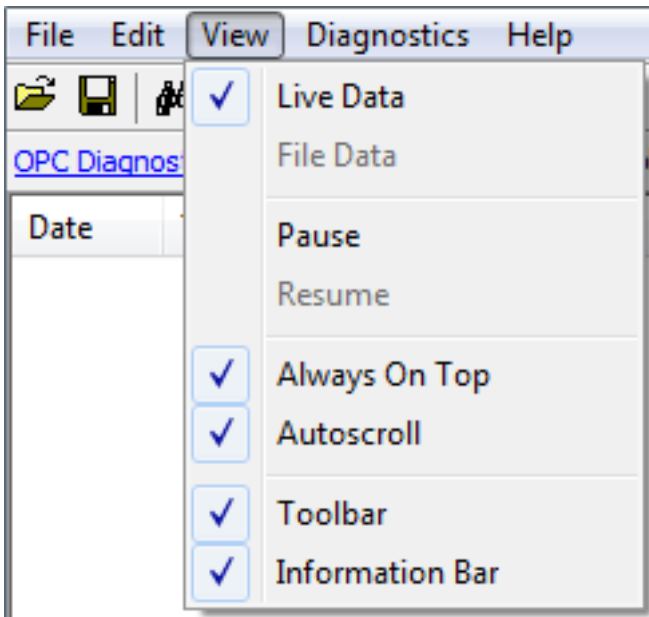 File Edit View Diagnostics Help
Live Data
OPC
File Data
Date
Pause
Resume
Always On Top
Autoscroll
Toolbar
Information Bar